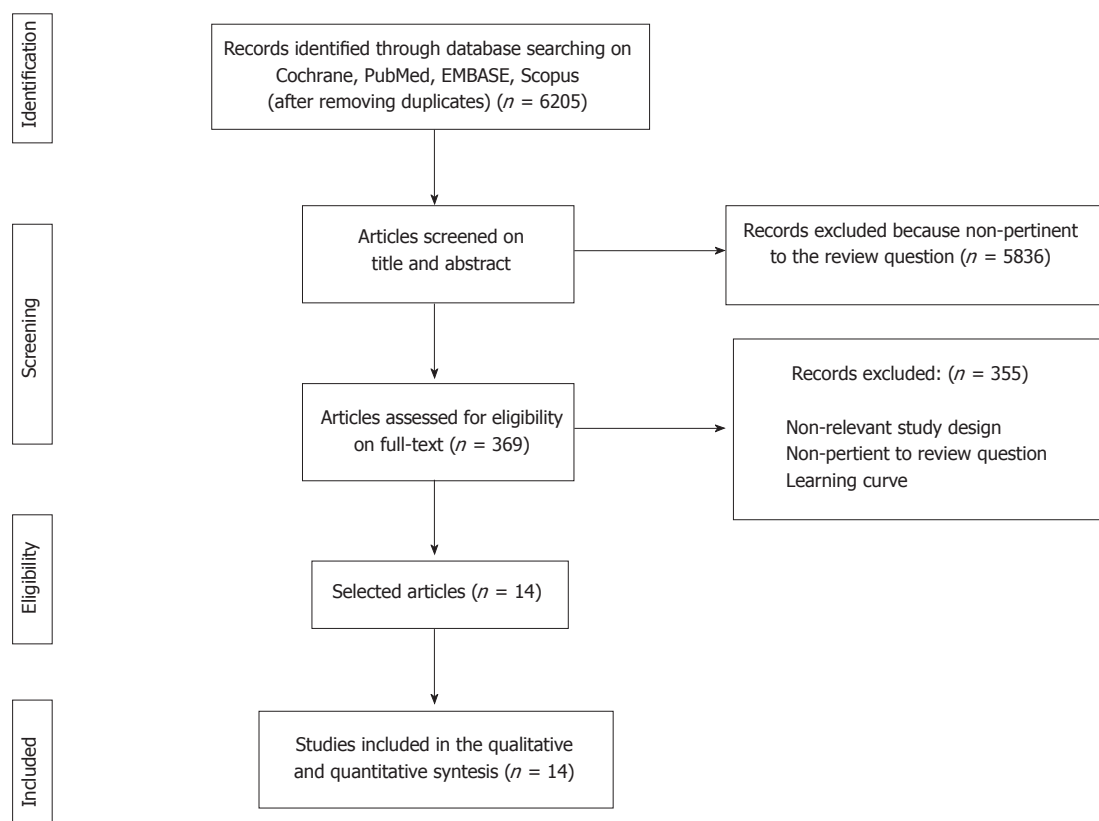 Identification
Records identified through database searching on
Cochrane, PubMed, EMBASE, Scopus
(after removing duplicates) (n = 6205)
Screening
Articles screened on
title and abstract
Records excluded because non-pertinent
to the review question (n = 5836)
Articles assessed for eligibility
on full-text (n = 369)
Records excluded: (n = 355)
Non-relevant study design
Non-pertient to review question
Learning curve
Eligibility
Selected articles (n = 14)
Included
Studies included in the qualitative
and quantitative syntesis (n = 14)